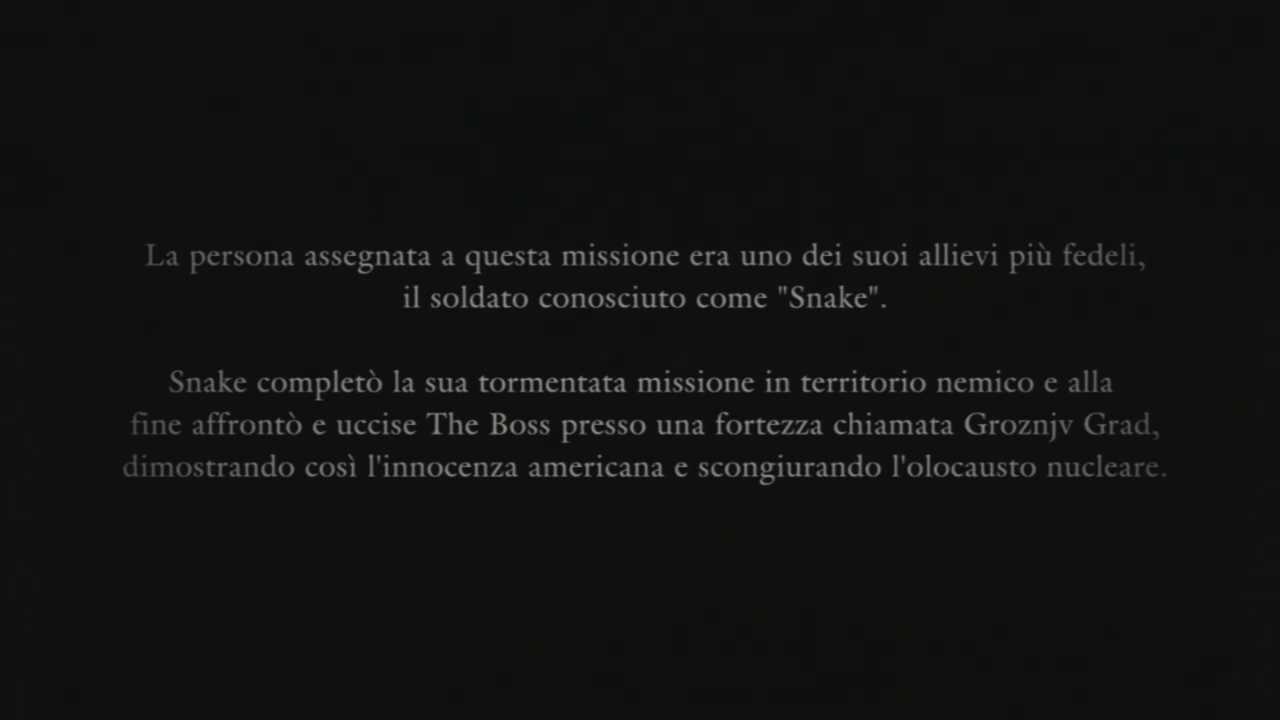 La persona assegnata a questa missione era uno dei suoi allievi più fedeli,
il soldato conosciuto come "Snake".
Snake completò la sua tormentata missione in territorio nemico e alla
fine affrontò e uccise The Boss presso una fortezza chiamata Groznjv Grad,
dimostrando così l'innocenza americana e scongiurando l'olocausto nucleare.